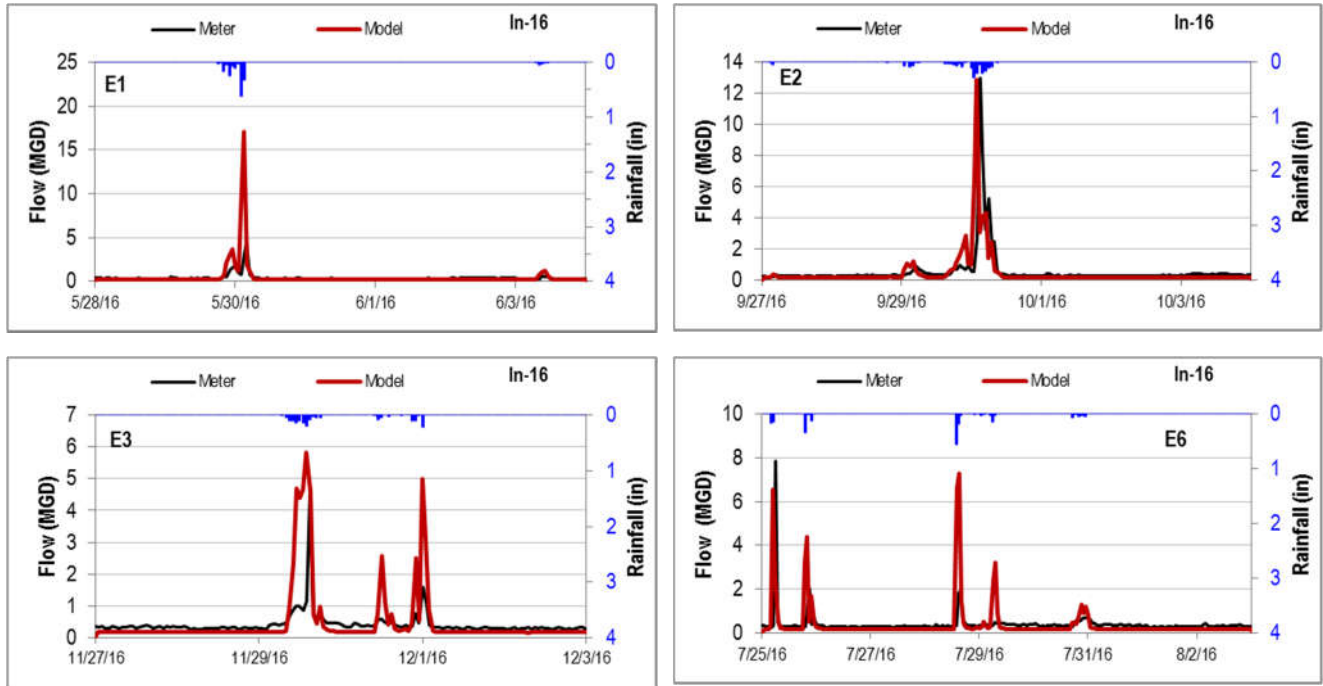 Meter Model In-16
E1
Flow (MGD)
25
20
15
10
5
0
Rainfall (in)
0
1
2
3
4
5/28/16 5/30/16 6/1/16 6/3/16
Meter Model In-16
E2
Flow (MGD)
14
12
10
8
6
4
2
0
Rainfall (in)
0
1
2
3
4
9/27/16 9/29/16 10/1/16 10/3/16
Meter Model In-16
E3
Flow (MGD)
7
6
5
4
3
2
1
0
Rainfall (in)
0
1
2
3
4
11/27/16 11/29/16 12/1/16 12/3/16
Meter Model In-16
E6
Flow (MGD)
10
8
6
4
2
0
Rainfall (in)
0
1
2
3
4
7/25/16 7/27/16 7/29/16 7/31/16 8/2/16